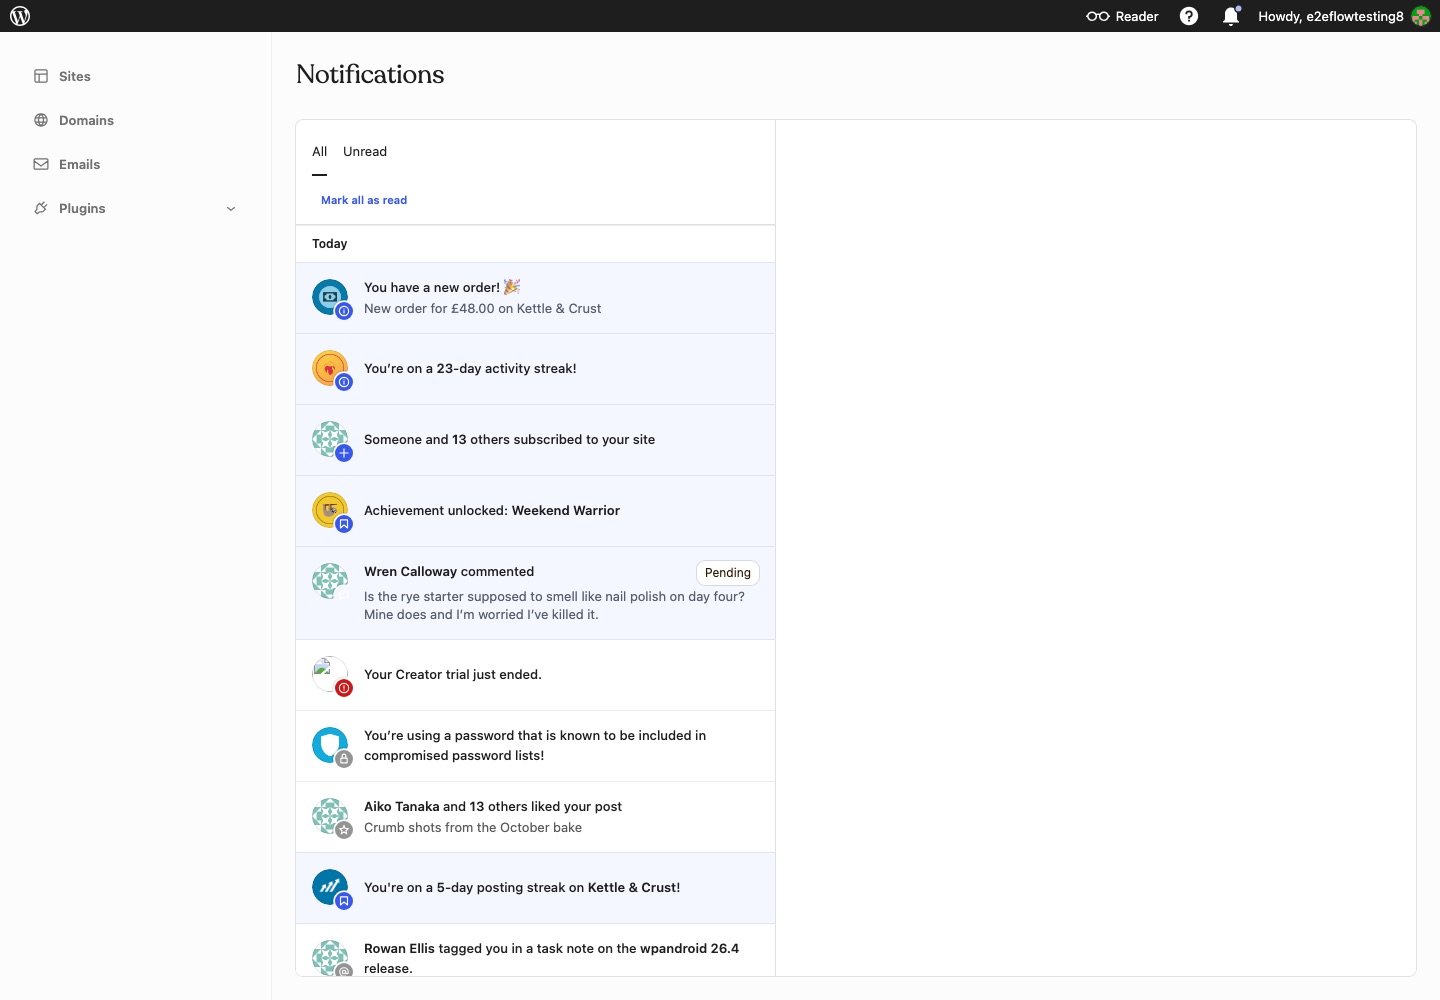 Reader
Howdy, e2eflowtesting8
Sites
Domains
Emails
Plugins
Notifications
All Unread
Mark all as read
Today
You have a new order! 🎉
New order for £48.00 on Kettle & Crust
You’re on a 23-day activity streak!
Someone and 13 others subscribed to your site
Achievement unlocked: Weekend Warrior
Wren Calloway commented
Pending
Is the rye starter supposed to smell like nail polish on day four?
Mine does and I’m worried I’ve killed it.
Your Creator trial just ended.
You’re using a password that is known to be included in
compromised password lists!
Aiko Tanaka and 13 others liked your post
Crumb shots from the October bake
You're on a 5-day posting streak on Kettle & Crust!
Rowan Ellis tagged you in a task note on the wpandroid 26.4
release.